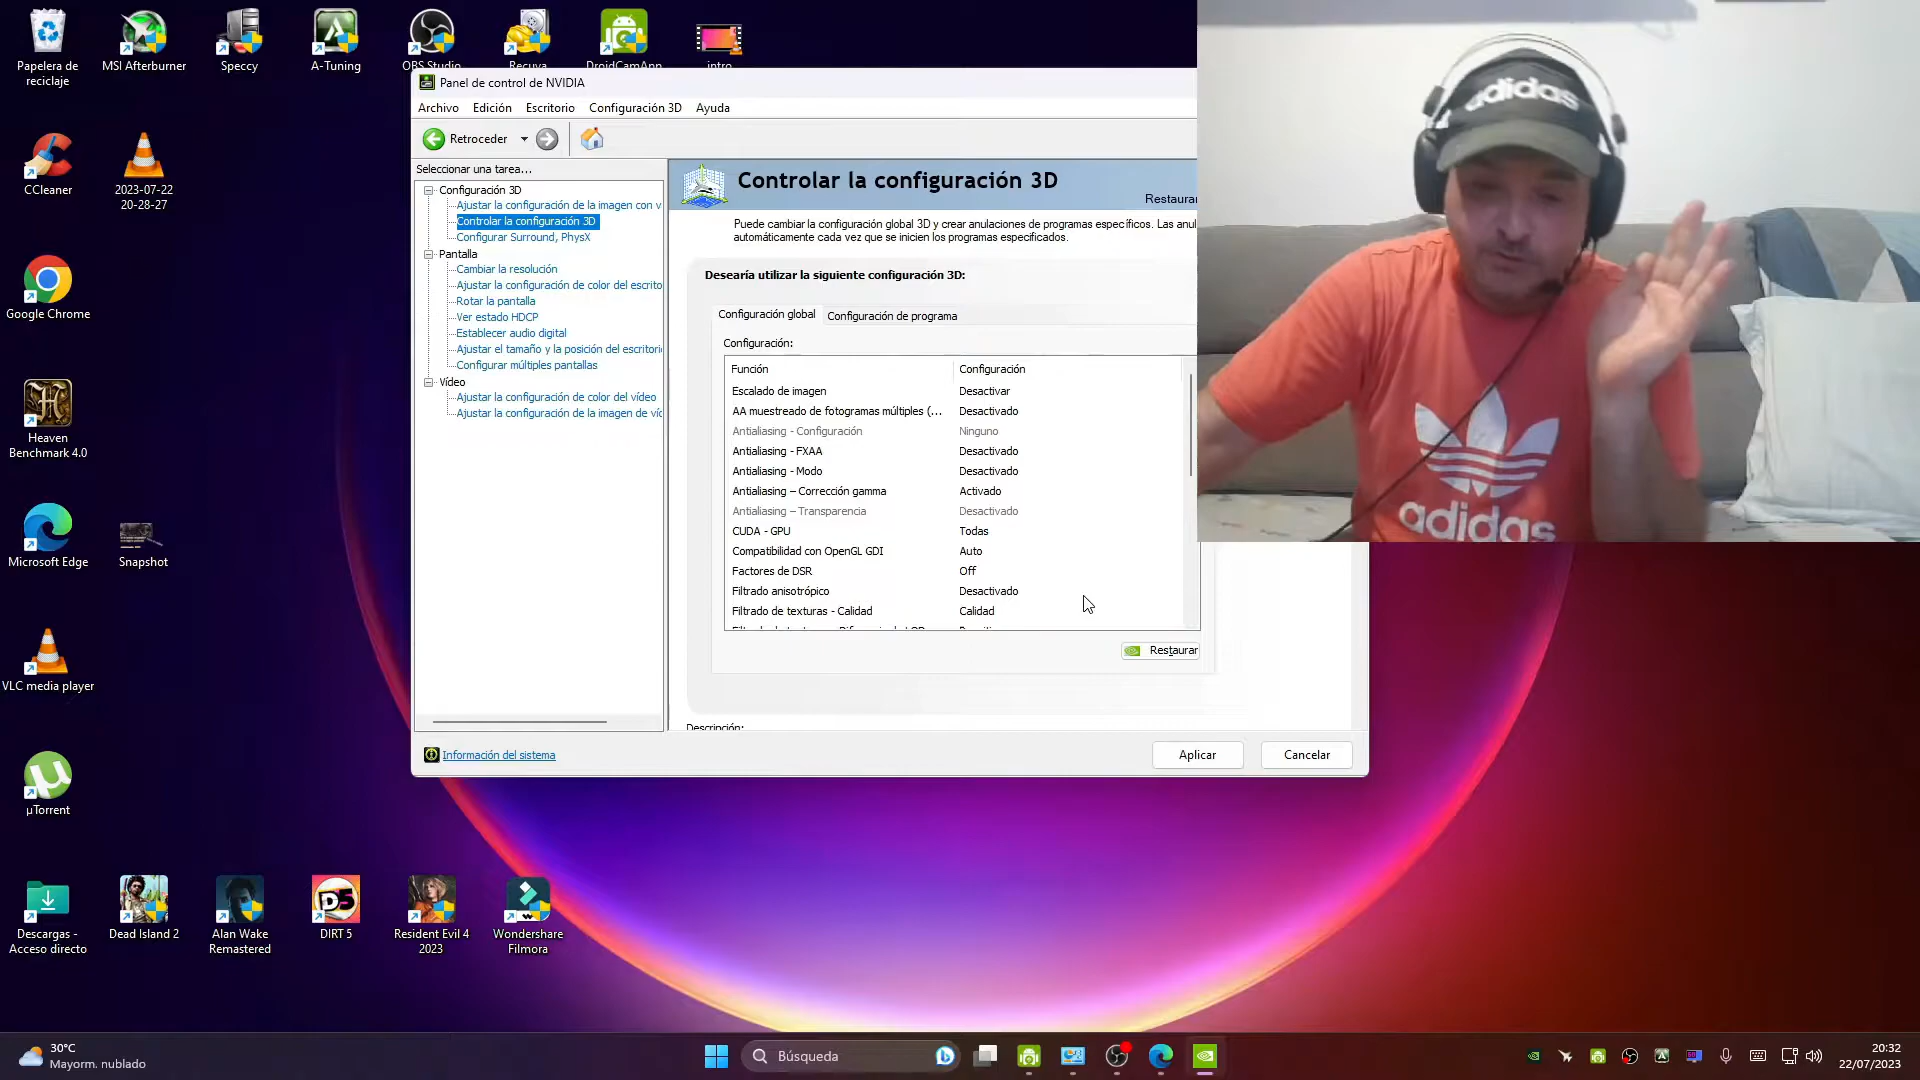 Papelera de
reciclaje
MSI Afterburner
Speccy
A-Tuning
OBS Studio
Recuva
DroidCamApp
intro
CCleaner
2023-07-22
20-28-27
Google Chrome
Heaven
Benchmark 4.0
Microsoft Edge
Snapshot
VLC media player
µTorrent
Descargas -
Acceso directo
Dead Island 2
Alan Wake
Remastered
DIRT 5
Resident Evil 4
2023
Wondershare
Filmora
Panel de control de NVIDIA
Archivo Edición Escritorio Configuración 3D Ayuda
Retroceder
Seleccionar una tarea...
Configuración 3D
Ajustar la configuración de la imagen con v
Controlar la configuración 3D
Configurar Surround, PhysX
Pantalla
Cambiar la resolución
Ajustar la configuración de color del escrito
Rotar la pantalla
Ver estado HDCP
Establecer audio digital
Ajustar el tamaño y la posición del escritori
Configurar múltiples pantallas
Vídeo
Ajustar la configuración de color del vídeo
Ajustar la configuración de la imagen de víd
Controlar la configuración 3D
Restaurar
Puede cambiar la configuración global 3D y crear anulaciones de programas específicos. Las anul
automáticamente cada vez que se inicien los programas especificados.
Desearía utilizar la siguiente configuración 3D:
Configuración global Configuración de programa
Configuración:
Función Configuración
Escalado de imagen Desactivar
AA muestreado de fotogramas múltiples (... Desactivado
Antialiasing - Configuración Ninguno
Antialiasing - FXAA Desactivado
Antialiasing - Modo Desactivado
Antialiasing – Corrección gamma Activado
Antialiasing – Transparencia Desactivado
CUDA - GPU Todas
Compatibilidad con OpenGL GDI Auto
Factores de DSR Off
Filtrado anisotrópico Desactivado
Filtrado de texturas - Calidad Calidad
Restaurar
Descripción:
Información del sistema
Aplicar Cancelar
adidas
adidas
30°C
Mayorm. nublado
Búsqueda
20:32
22/07/2023